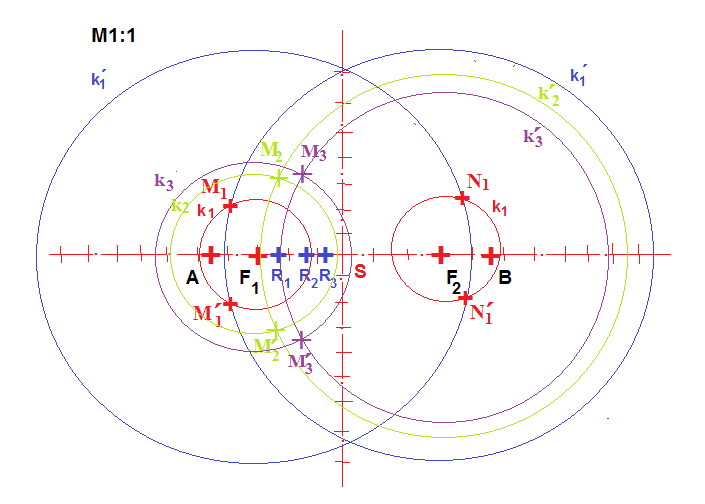 M1:1
k₁′
k₁′
k₂′
k₃′
M₂
M₃
k₃
M₁
k₂
k₁
N₁
k₁
A
F₁
R₁
R₂
R₃
S
F₂
B
M₁′
N₁′
M₂′
M₃′